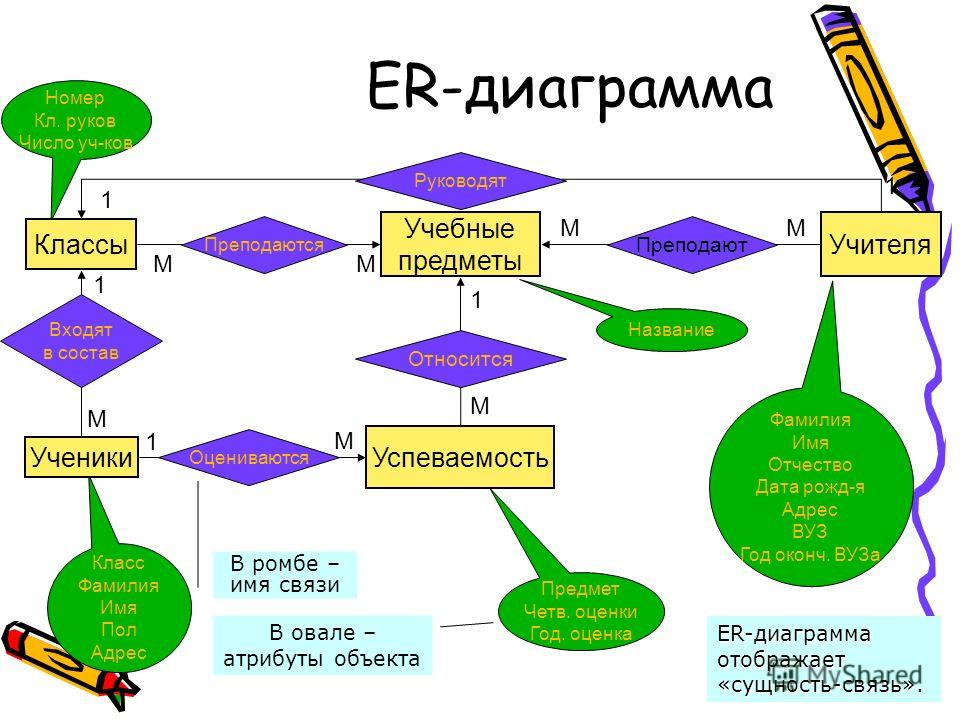 ER-диаграмма
Номер
Кл. руков
Число уч-ков
Руководят
1
1
Классы
Преподаются
М
М
Учебные
предметы
М
Преподают
М
Учителя
1
Входят
в состав
М
1
Название
Относится
М
Ученики
1
Оцениваются
М
Успеваемость
Фамилия
Имя
Отчество
Дата рожд-я
Адрес
ВУЗ
Год оконч. ВУЗа
Класс
Фамилия
Имя
Пол
Адрес
В ромбе –
имя связи
В овале –
атрибуты объекта
Предмет
Четв. оценки
Год. оценка
ER-диаграмма
отображает
«сущность-связь».
MyShared